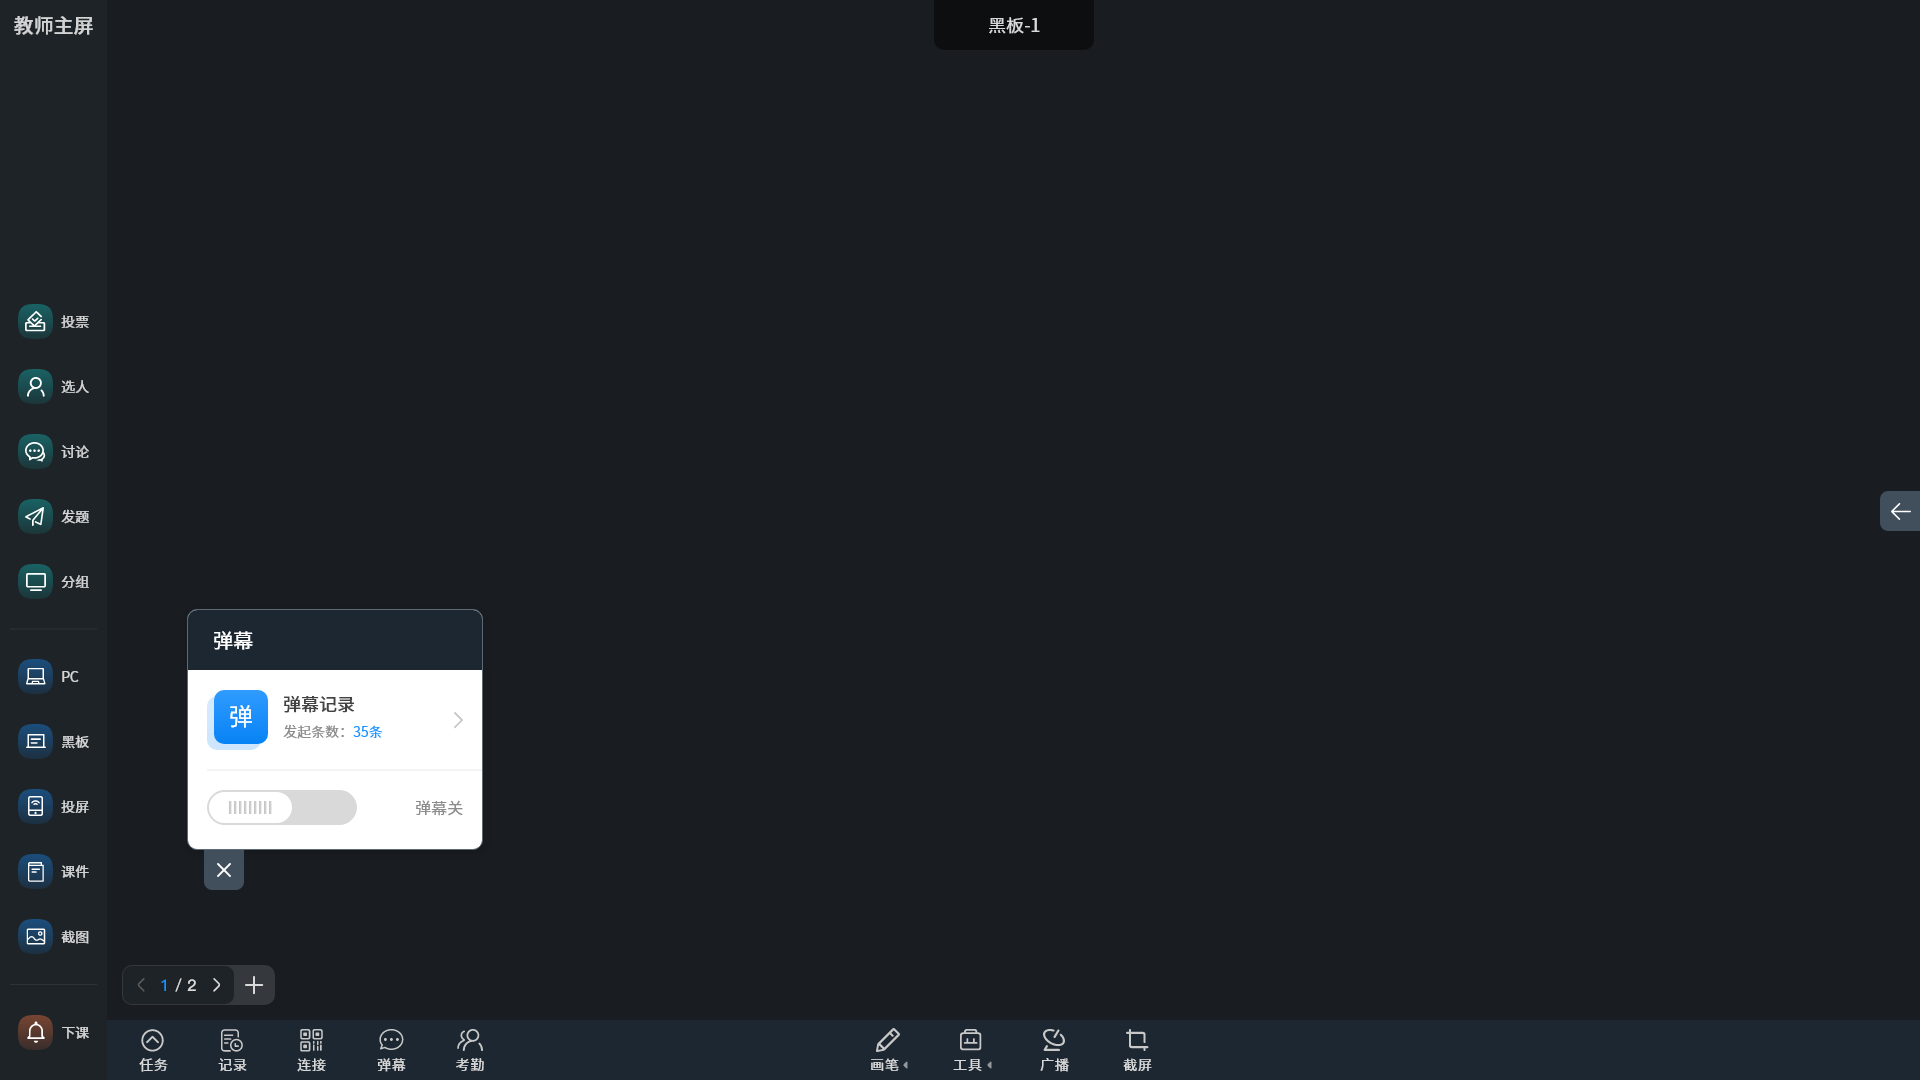 教师主屏
黑板-1
投票
选人
讨论
发题
分组
PC
黑板
投屏
课件
截图
下课
弹幕
弹
弹幕记录
发起条数：35条
弹幕关
1 / 2
任务
记录
连接
弹幕
考勤
画笔
工具
广播
截屏